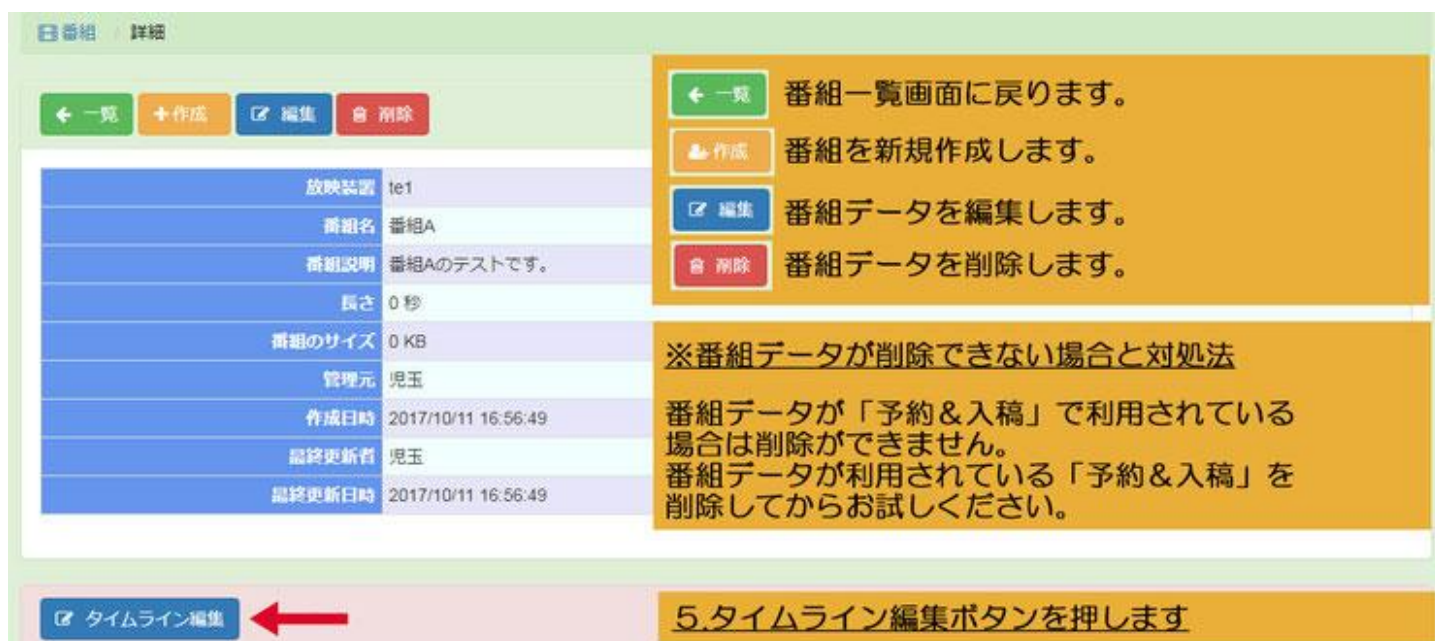 番組 / 詳細
一覧 作成 編集 削除
放映装置 te1
番組名 番組A
番組説明 番組Aのテストです。
長さ 0 秒
番組のサイズ 0 KB
管理元 児玉
作成日時 2017/10/11 16:56:49
最終更新者 児玉
最終更新日時 2017/10/11 16:56:49
一覧 番組一覧画面に戻ります。
作成 番組を新規作成します。
編集 番組データを編集します。
削除 番組データを削除します。
※番組データが削除できない場合と対処法
番組データが「予約&入稿」で利用されている
場合は削除ができません。
番組データが利用されている「予約&入稿」を
削除してからお試しください。
タイムライン編集
5.タイムライン編集ボタンを押します